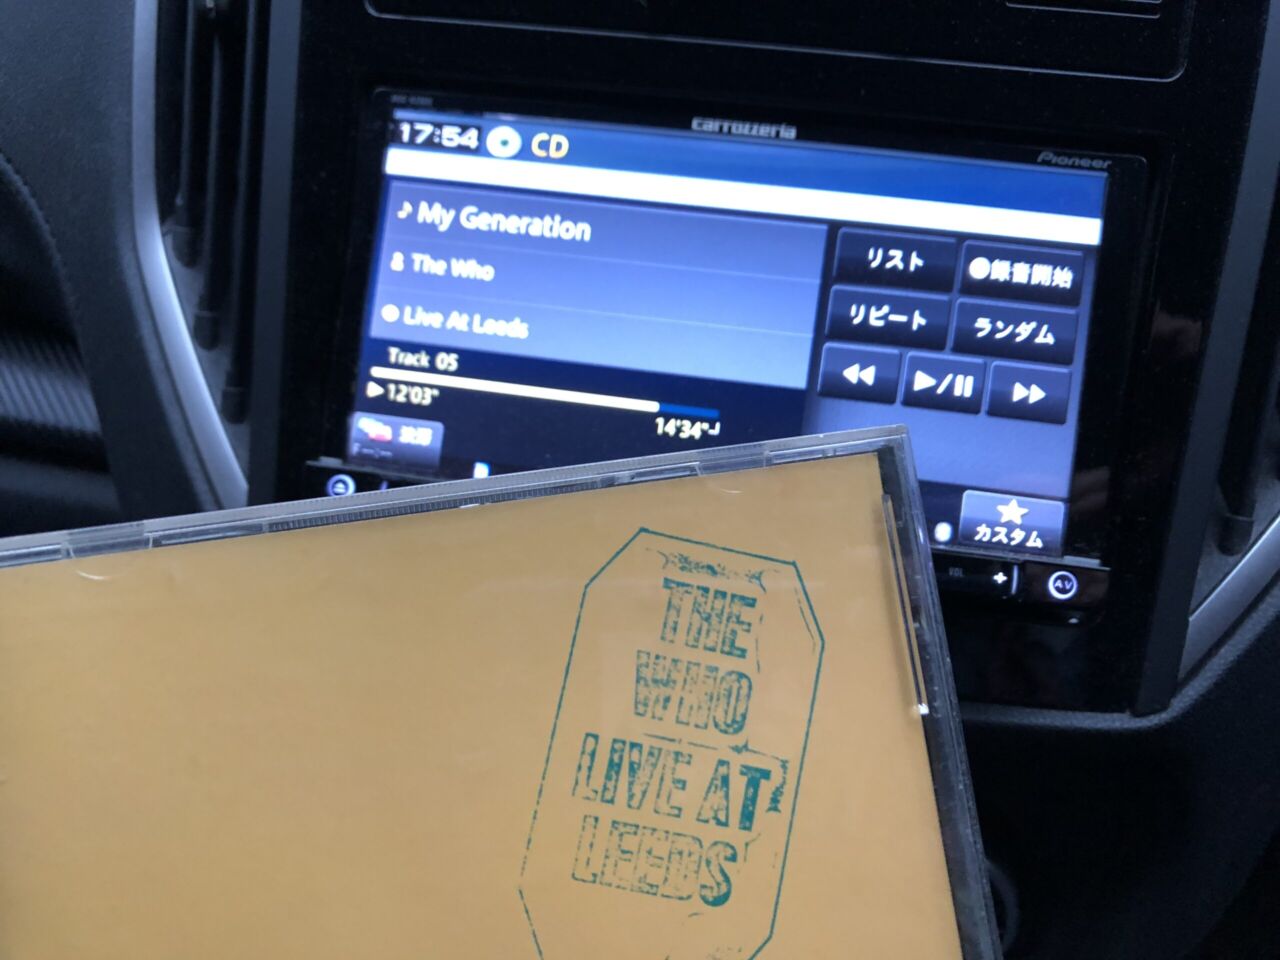 carrozzeria
Pioneer
17:54 CD
My Generation
The Who
Live At Leeds
Track 05
12'03"
14'34"
リスト
録音開始
リピート
ランダム
カスタム
VOL
+
AV
THE
WHO
LIVE AT
LEEDS